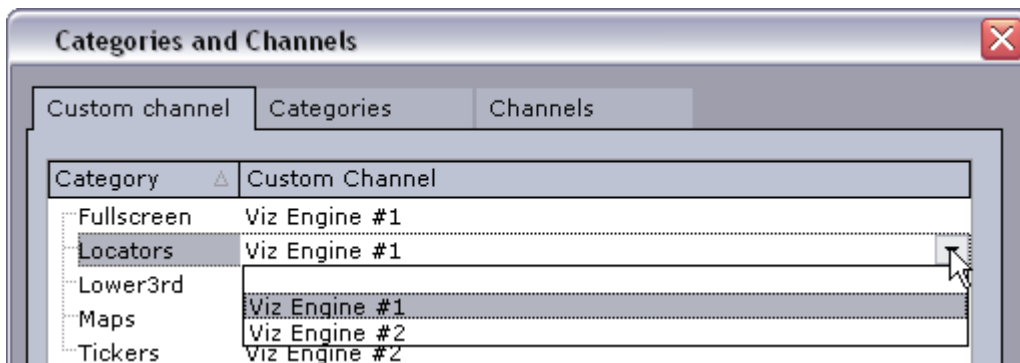 Categories and Channels
Custom channel Categories Channels
Category Custom Channel
Fullscreen Viz Engine #1
Locators Viz Engine #1
Lower3rd
Viz Engine #1
Maps
Viz Engine #2
Tickers Viz Engine #2